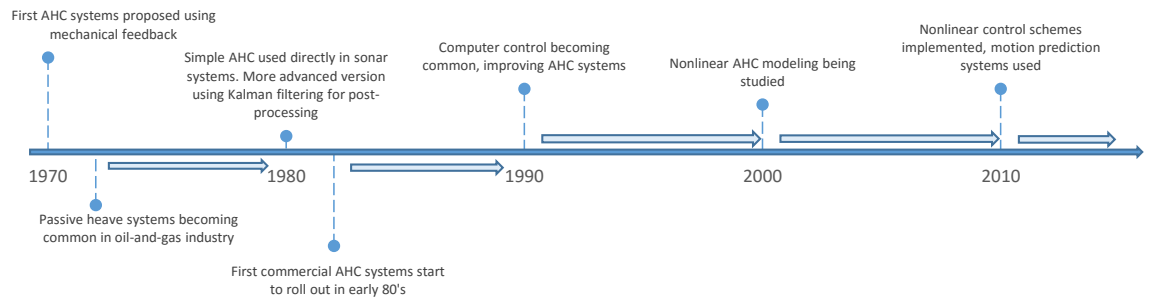 First AHC systems proposed using
mechanical feedback
Simple AHC used directly in sonar
systems. More advanced version
using Kalman filtering for post-
processing
Computer control becoming
common, improving AHC systems
Nonlinear AHC modeling being
studied
Nonlinear control schemes
implemented, motion prediction
systems used
1970
1980
1990
2000
2010
Passive heave systems becoming
common in oil-and-gas industry
First commercial AHC systems start
to roll out in early 80's